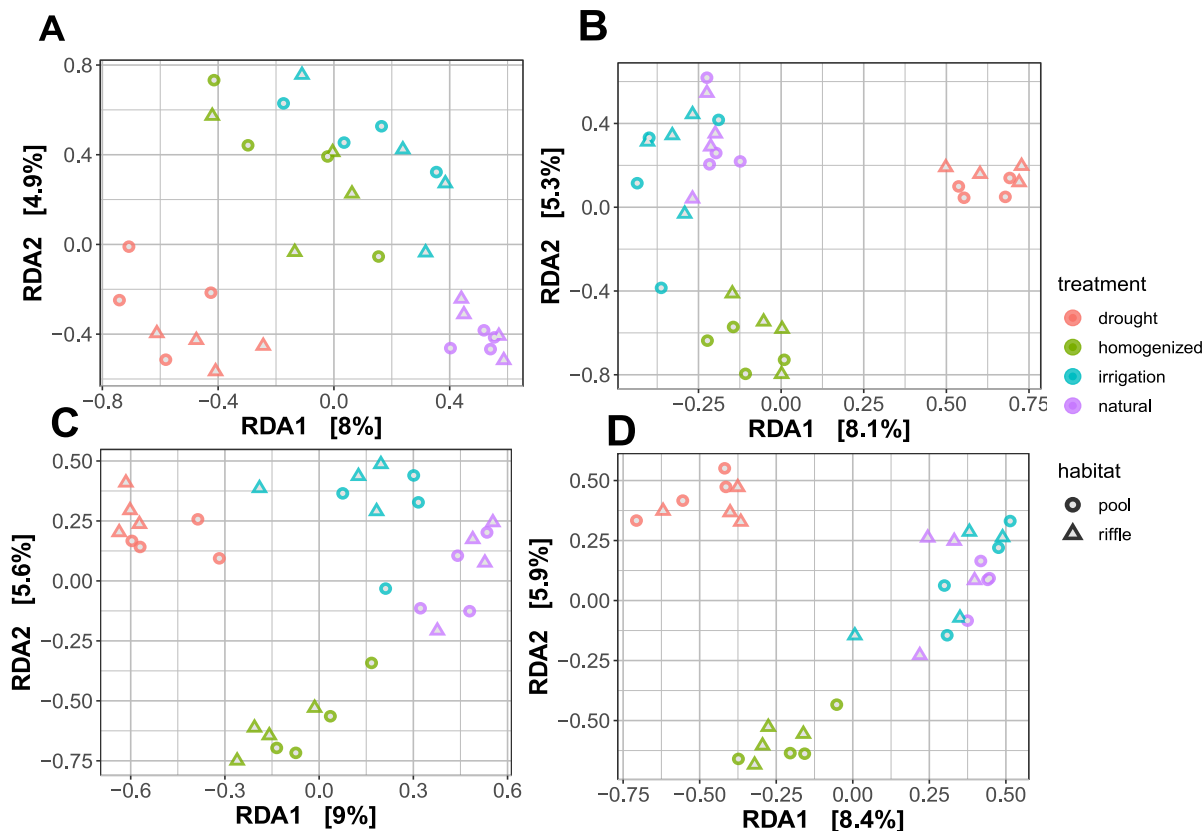 A
0.8
0.4
0.0
−0.4
RDA2 [4.9%]
−0.8
−0.4
0.0
0.4
RDA1 [8%]
B
0.4
0.0
−0.4
−0.8
RDA2 [5.3%]
−0.25
0.00
0.25
0.50
0.75
RDA1 [8.1%]
treatment
drought
homogenized
irrigation
natural
habitat
pool
riffle
C
0.50
0.25
0.00
−0.25
−0.50
−0.75
RDA2 [5.6%]
−0.6
−0.3
0.0
0.3
0.6
RDA1 [9%]
D
0.50
0.25
0.00
−0.25
−0.50
RDA2 [5.9%]
−0.75
−0.50
−0.25
0.00
0.25
0.50
RDA1 [8.4%]